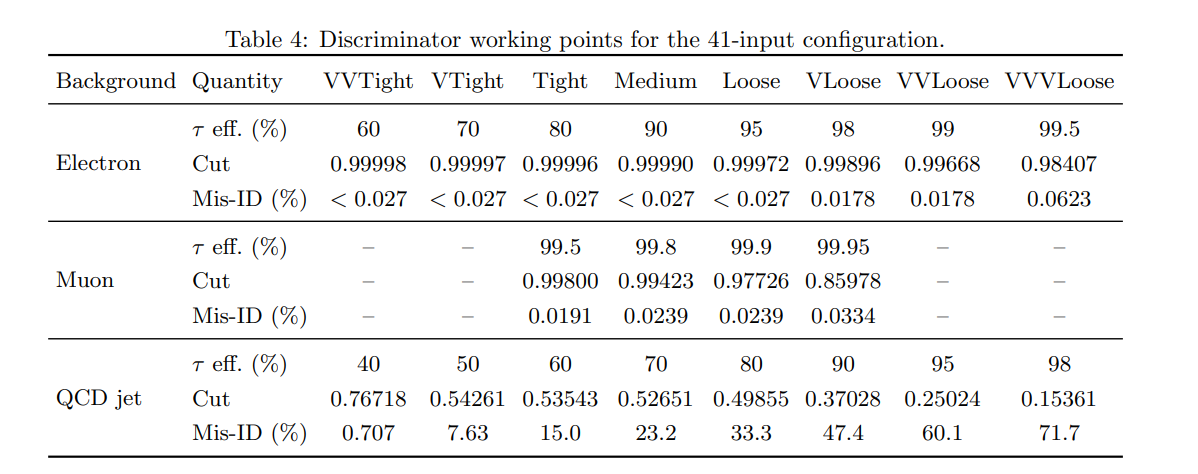 Table 4: Discriminator working points for the 41-input configuration.
Background Quantity VVTight VTight Tight Medium Loose VLoose VVLoose VVVLoose
τ eff. (%) 60 70 80 90 95 98 99 99.5
Electron Cut 0.99998 0.99997 0.99996 0.99990 0.99972 0.99896 0.99668 0.98407
Mis-ID (%) < 0.027 < 0.027 < 0.027 < 0.027 < 0.027 0.0178 0.0178 0.0623
τ eff. (%) – – 99.5 99.8 99.9 99.95 – –
Muon Cut – – 0.99800 0.99423 0.97726 0.85978 – –
Mis-ID (%) – – 0.0191 0.0239 0.0239 0.0334 – –
τ eff. (%) 40 50 60 70 80 90 95 98
QCD jet Cut 0.76718 0.54261 0.53543 0.52651 0.49855 0.37028 0.25024 0.15361
Mis-ID (%) 0.707 7.63 15.0 23.2 33.3 47.4 60.1 71.7